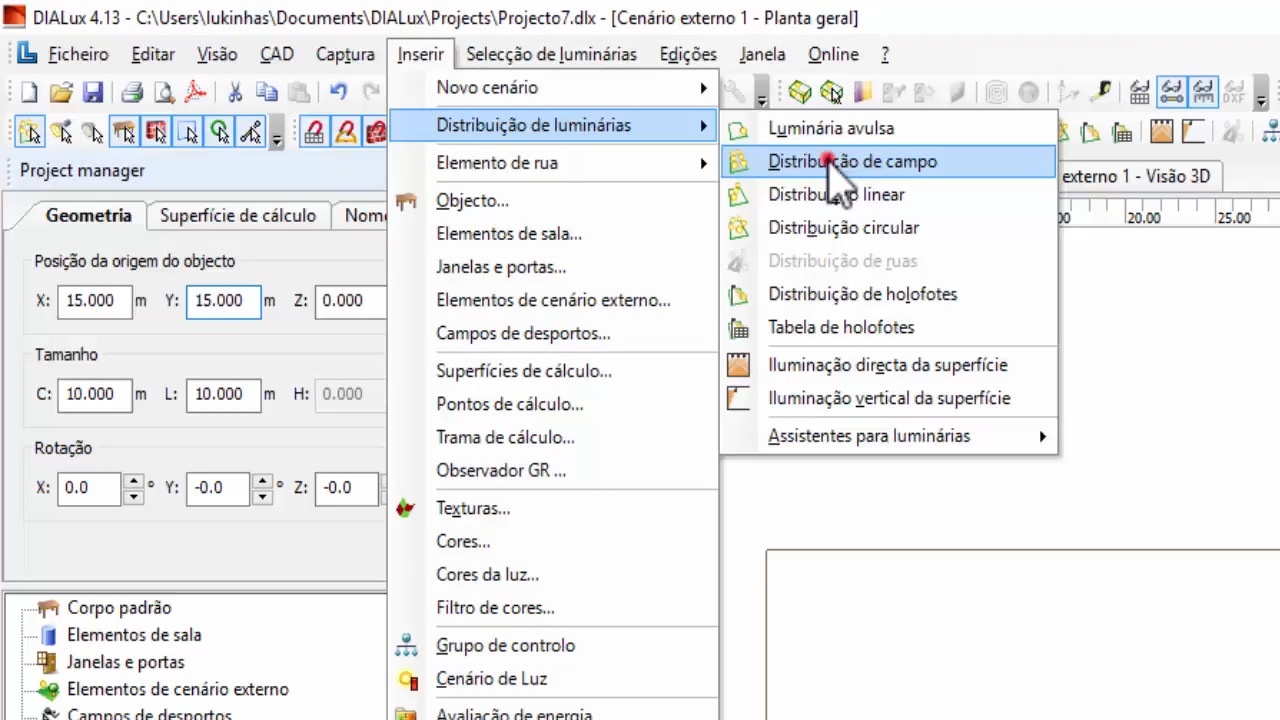 DIALux 4.13 - C:\Users\lukinhas\Documents\DIALux\Projects\Projecto7.dlx - [Cenário externo 1 - Planta geral]
Ficheiro Editar Visão CAD Captura Inserir Selecção de luminárias Edições Janela Online ?
DXF
Project manager
externo 1 - Visão 3D
Geometria Superfície de cálculo Nome
20.00 25.00
Posição da origem do objecto
X: 15.000 m Y: 15.000 m Z: 0.000
Tamanho
C: 10.000 m L: 10.000 m H: 0.000
Rotação
X: 0.0 ° Y: -0.0 ° Z: -0.0
Corpo padrão
Elementos de sala
Janelas e portas
Elementos de cenário externo
Campos de desportos
Novo cenário
Distribuição de luminárias
Elemento de rua
Objecto...
Elementos de sala...
Janelas e portas...
Elementos de cenário externo...
Campos de desportos...
Superfícies de cálculo...
Pontos de cálculo...
Trama de cálculo...
Observador GR ...
Texturas...
Cores...
Cores da luz...
Filtro de cores...
Grupo de controlo
Cenário de Luz
Avaliação de energia
Luminária avulsa
Distribuição de campo
Distribuição linear
Distribuição circular
Distribuição de ruas
Distribuição de holofotes
Tabela de holofotes
Iluminação directa da superfície
Iluminação vertical da superfície
Assistentes para luminárias